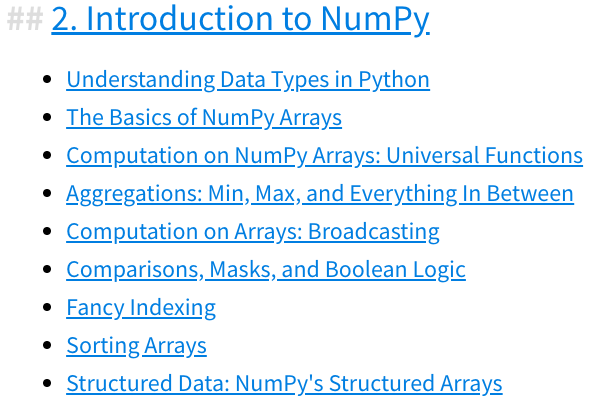 ## 2. Introduction to NumPy
Understanding Data Types in Python
The Basics of NumPy Arrays
Computation on NumPy Arrays: Universal Functions
Aggregations: Min, Max, and Everything In Between
Computation on Arrays: Broadcasting
Comparisons, Masks, and Boolean Logic
Fancy Indexing
Sorting Arrays
Structured Data: NumPy's Structured Arrays